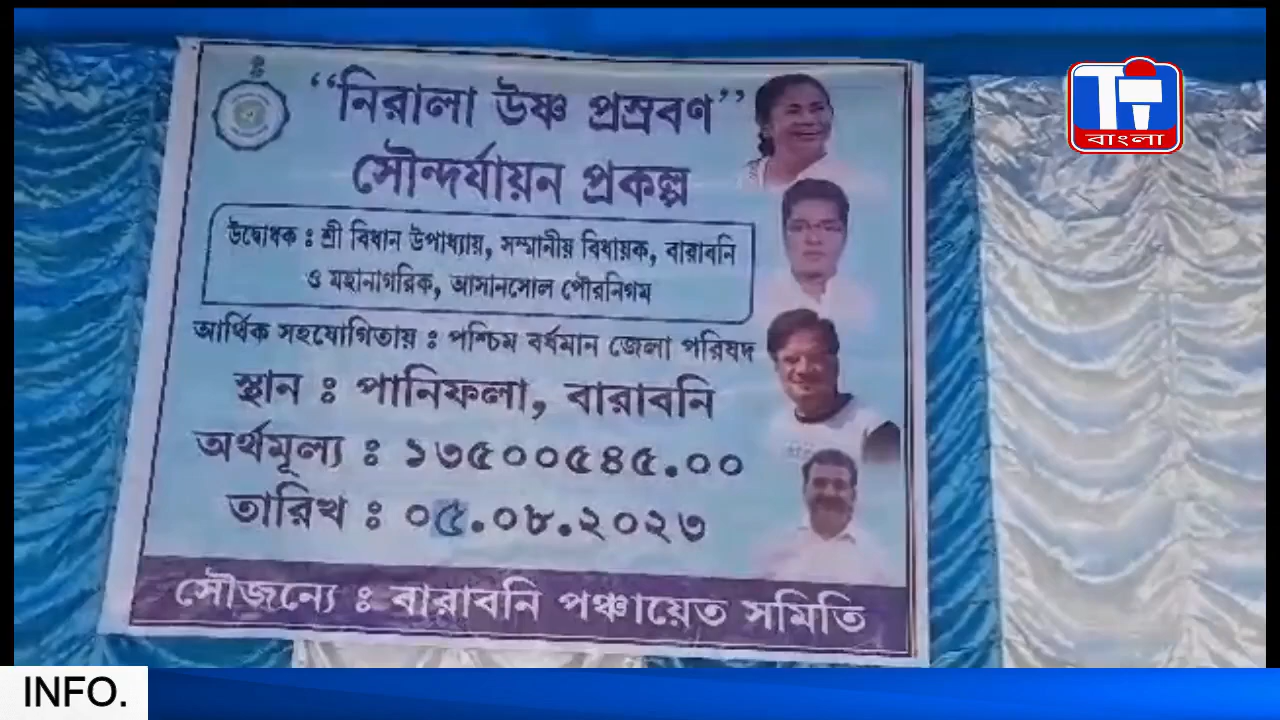 “নিরালা উষ্ণ প্রস্রবণ”
সৌন্দর্যায়ন প্রকল্প
উদ্বোধক : শ্রী বিধান উপাধ্যায়, সম্মানীয় বিধায়ক, বারাবনি
ও মহানাগরিক, আসানসোল পৌরনিগম
আর্থিক সহযোগিতায় : পশ্চিম বর্ধমান জেলা পরিষদ
স্থান : পানিফলা, বারাবনি
অর্থমূল্য : ১৩৫০০৫৪৫.০০
তারিখ : ০৫.০৮.২০২৩
সৌজন্যে : বারাবনি পঞ্চায়েত সমিতি
বাংলা
INFO.